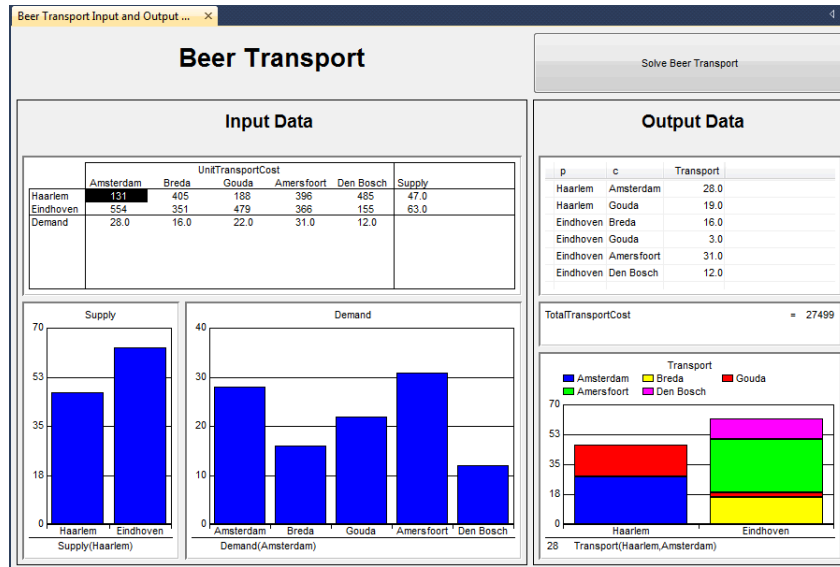 Beer Transport Input and Output ...
Beer Transport
Solve Beer Transport
Input Data
UnitTransportCost
Amsterdam Breda Gouda Amersfoort Den Bosch Supply
Haarlem 131 405 188 396 485 47.0
Eindhoven 554 351 479 366 155 63.0
Demand 28.0 16.0 22.0 31.0 12.0
Supply
70
53
35
18
0
Haarlem Eindhoven
Supply(Haarlem)
Demand
40
30
20
10
0
Amsterdam Breda Gouda Amersfoort Den Bosch
Demand(Amsterdam)
Output Data
p c Transport
Haarlem Amsterdam 28.0
Haarlem Gouda 19.0
Eindhoven Breda 16.0
Eindhoven Gouda 3.0
Eindhoven Amersfoort 31.0
Eindhoven Den Bosch 12.0
TotalTransportCost = 27499
Transport
Amsterdam Breda Gouda
Amersfoort Den Bosch
70
53
35
18
0
Haarlem Eindhoven
28 Transport(Haarlem,Amsterdam)